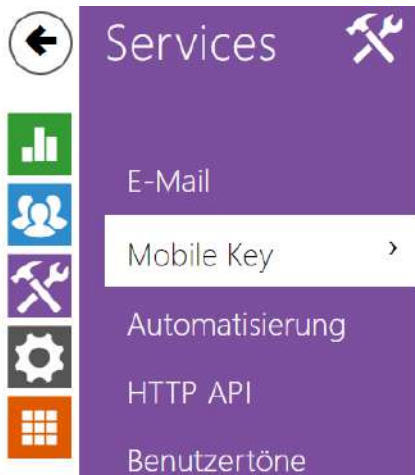 Services
E-Mail
Mobile Key
Automatisierung
HTTP API
Benutzertöne